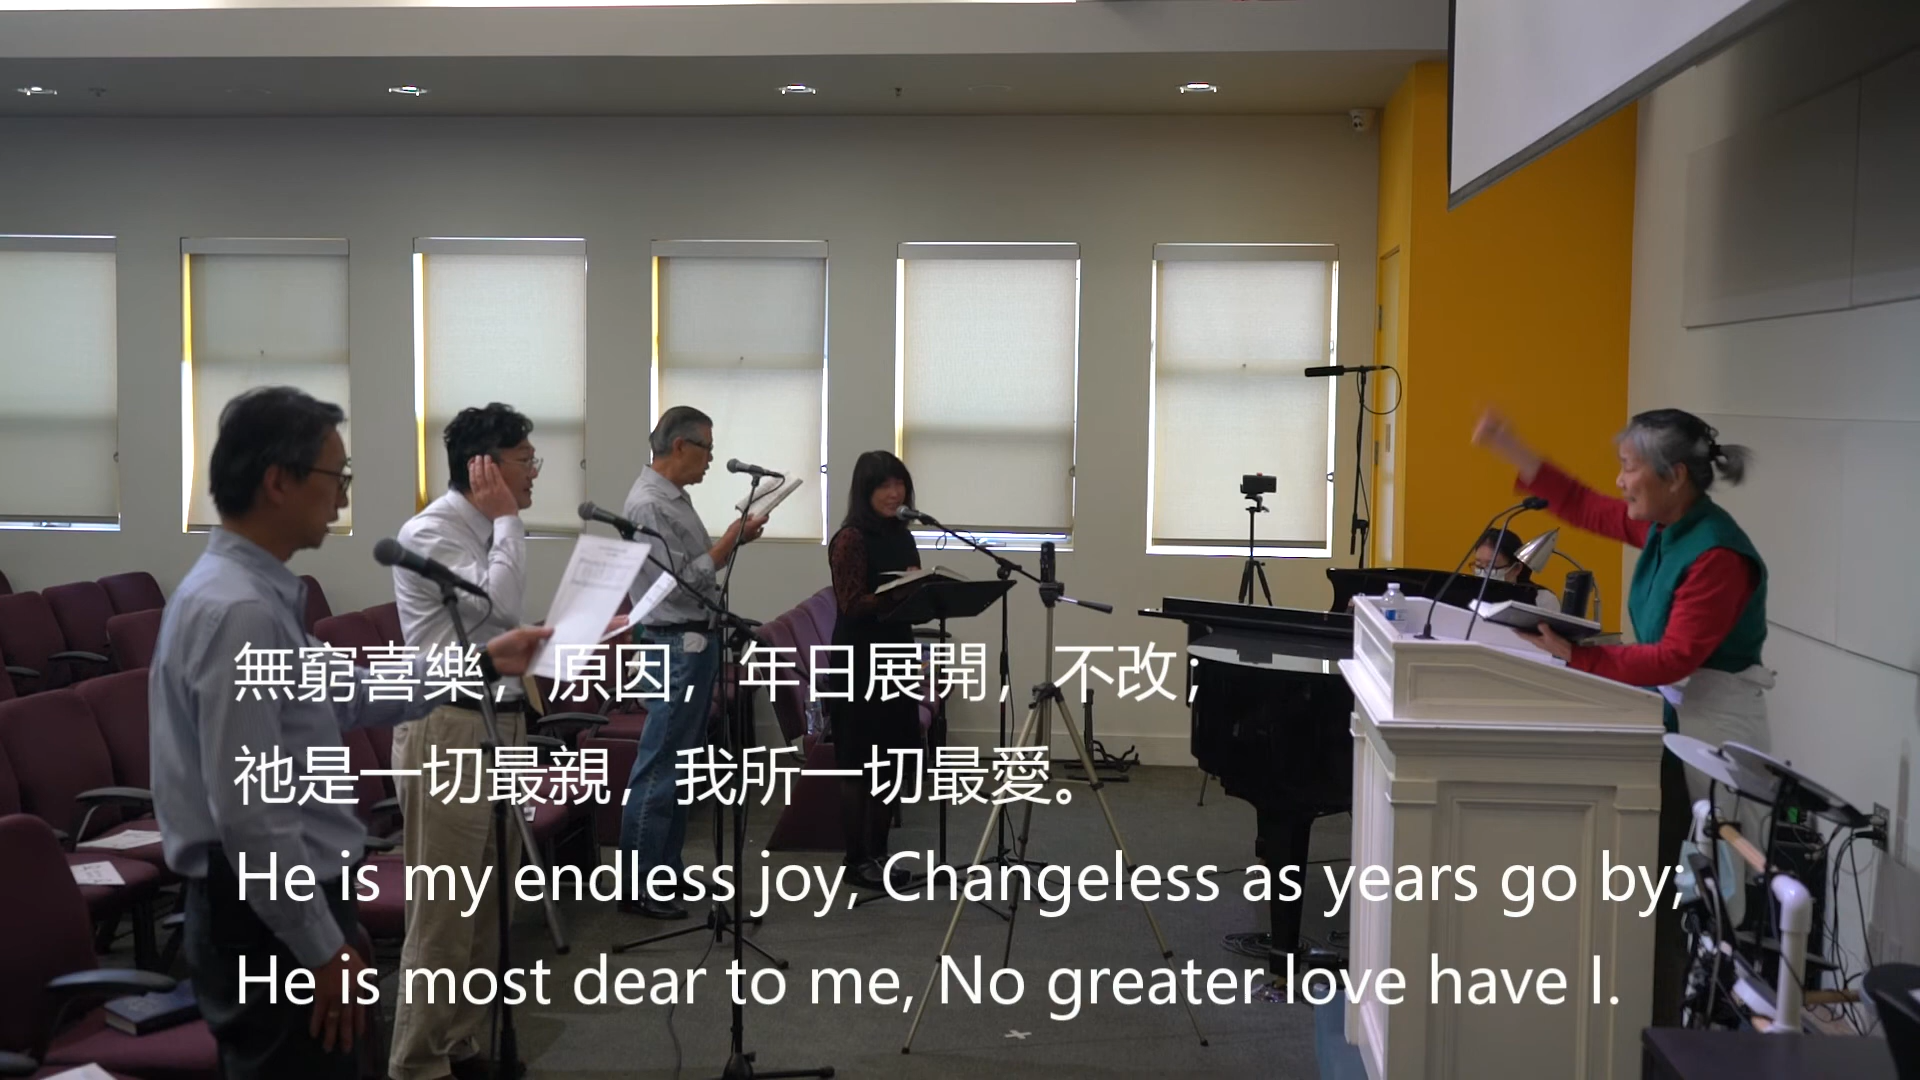 無窮喜樂，原因，年日展開，不改；
祂是一切最親，我所一切最愛。
He is my endless joy, Changeless as years go by;
He is most dear to me, No greater love have I.